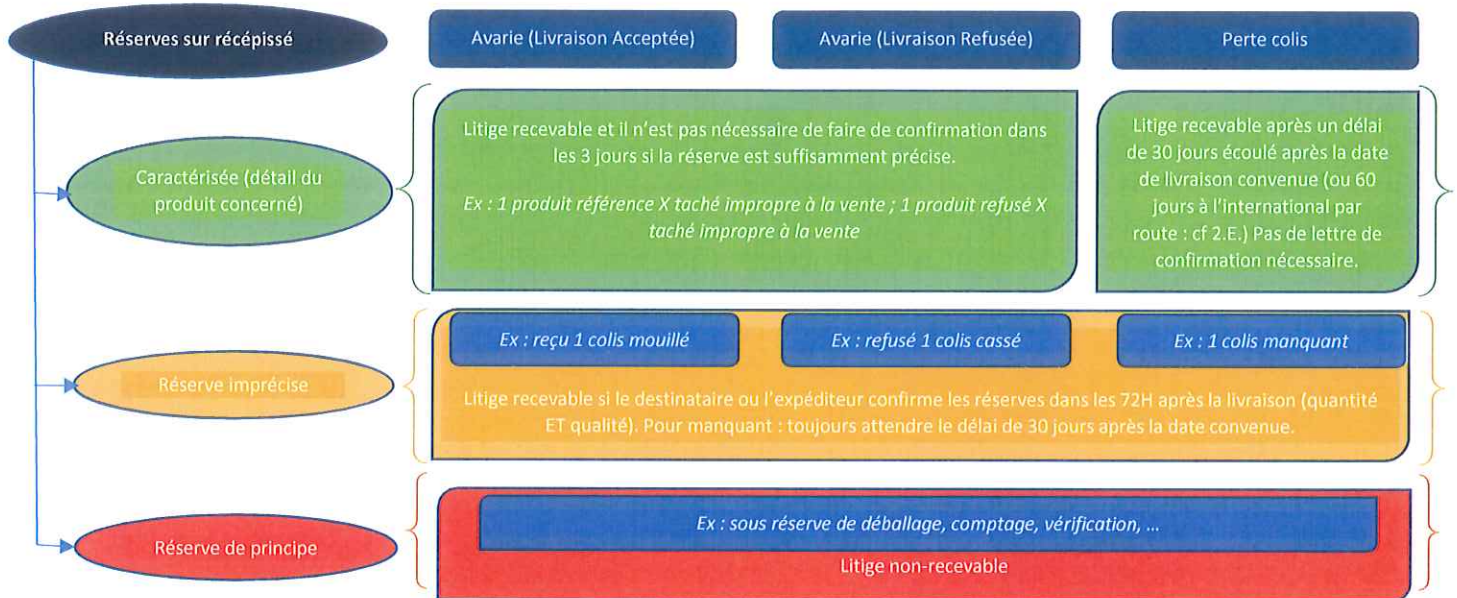 Réserves sur récépissé
Avarie (Livraison Acceptée)
Avarie (Livraison Refusée)
Perte colis
Caractérisée (détail du
produit concerné)
Litige recevable et il n'est pas nécessaire de faire de confirmation dans
les 3 jours si la réserve est suffisamment précise.
Ex : 1 produit référence X taché impropre à la vente ; 1 produit refusé X
taché impropre à la vente
Litige recevable après un délai
de 30 jours écoulé après la date
de livraison convenue (ou 60
jours à l'international par
route : cf 2.E.) Pas de lettre de
confirmation nécessaire.
Réserve imprécise
Ex : reçu 1 colis mouillé
Ex : refusé 1 colis cassé
Ex : 1 colis manquant
Litige recevable si le destinataire ou l'expéditeur confirme les réserves dans les 72H après la livraison (quantité
ET qualité). Pour manquant : toujours attendre le délai de 30 jours après la date convenue.
Réserve de principe
Ex : sous réserve de déballage, comptage, vérification, ...
Litige non-recevable